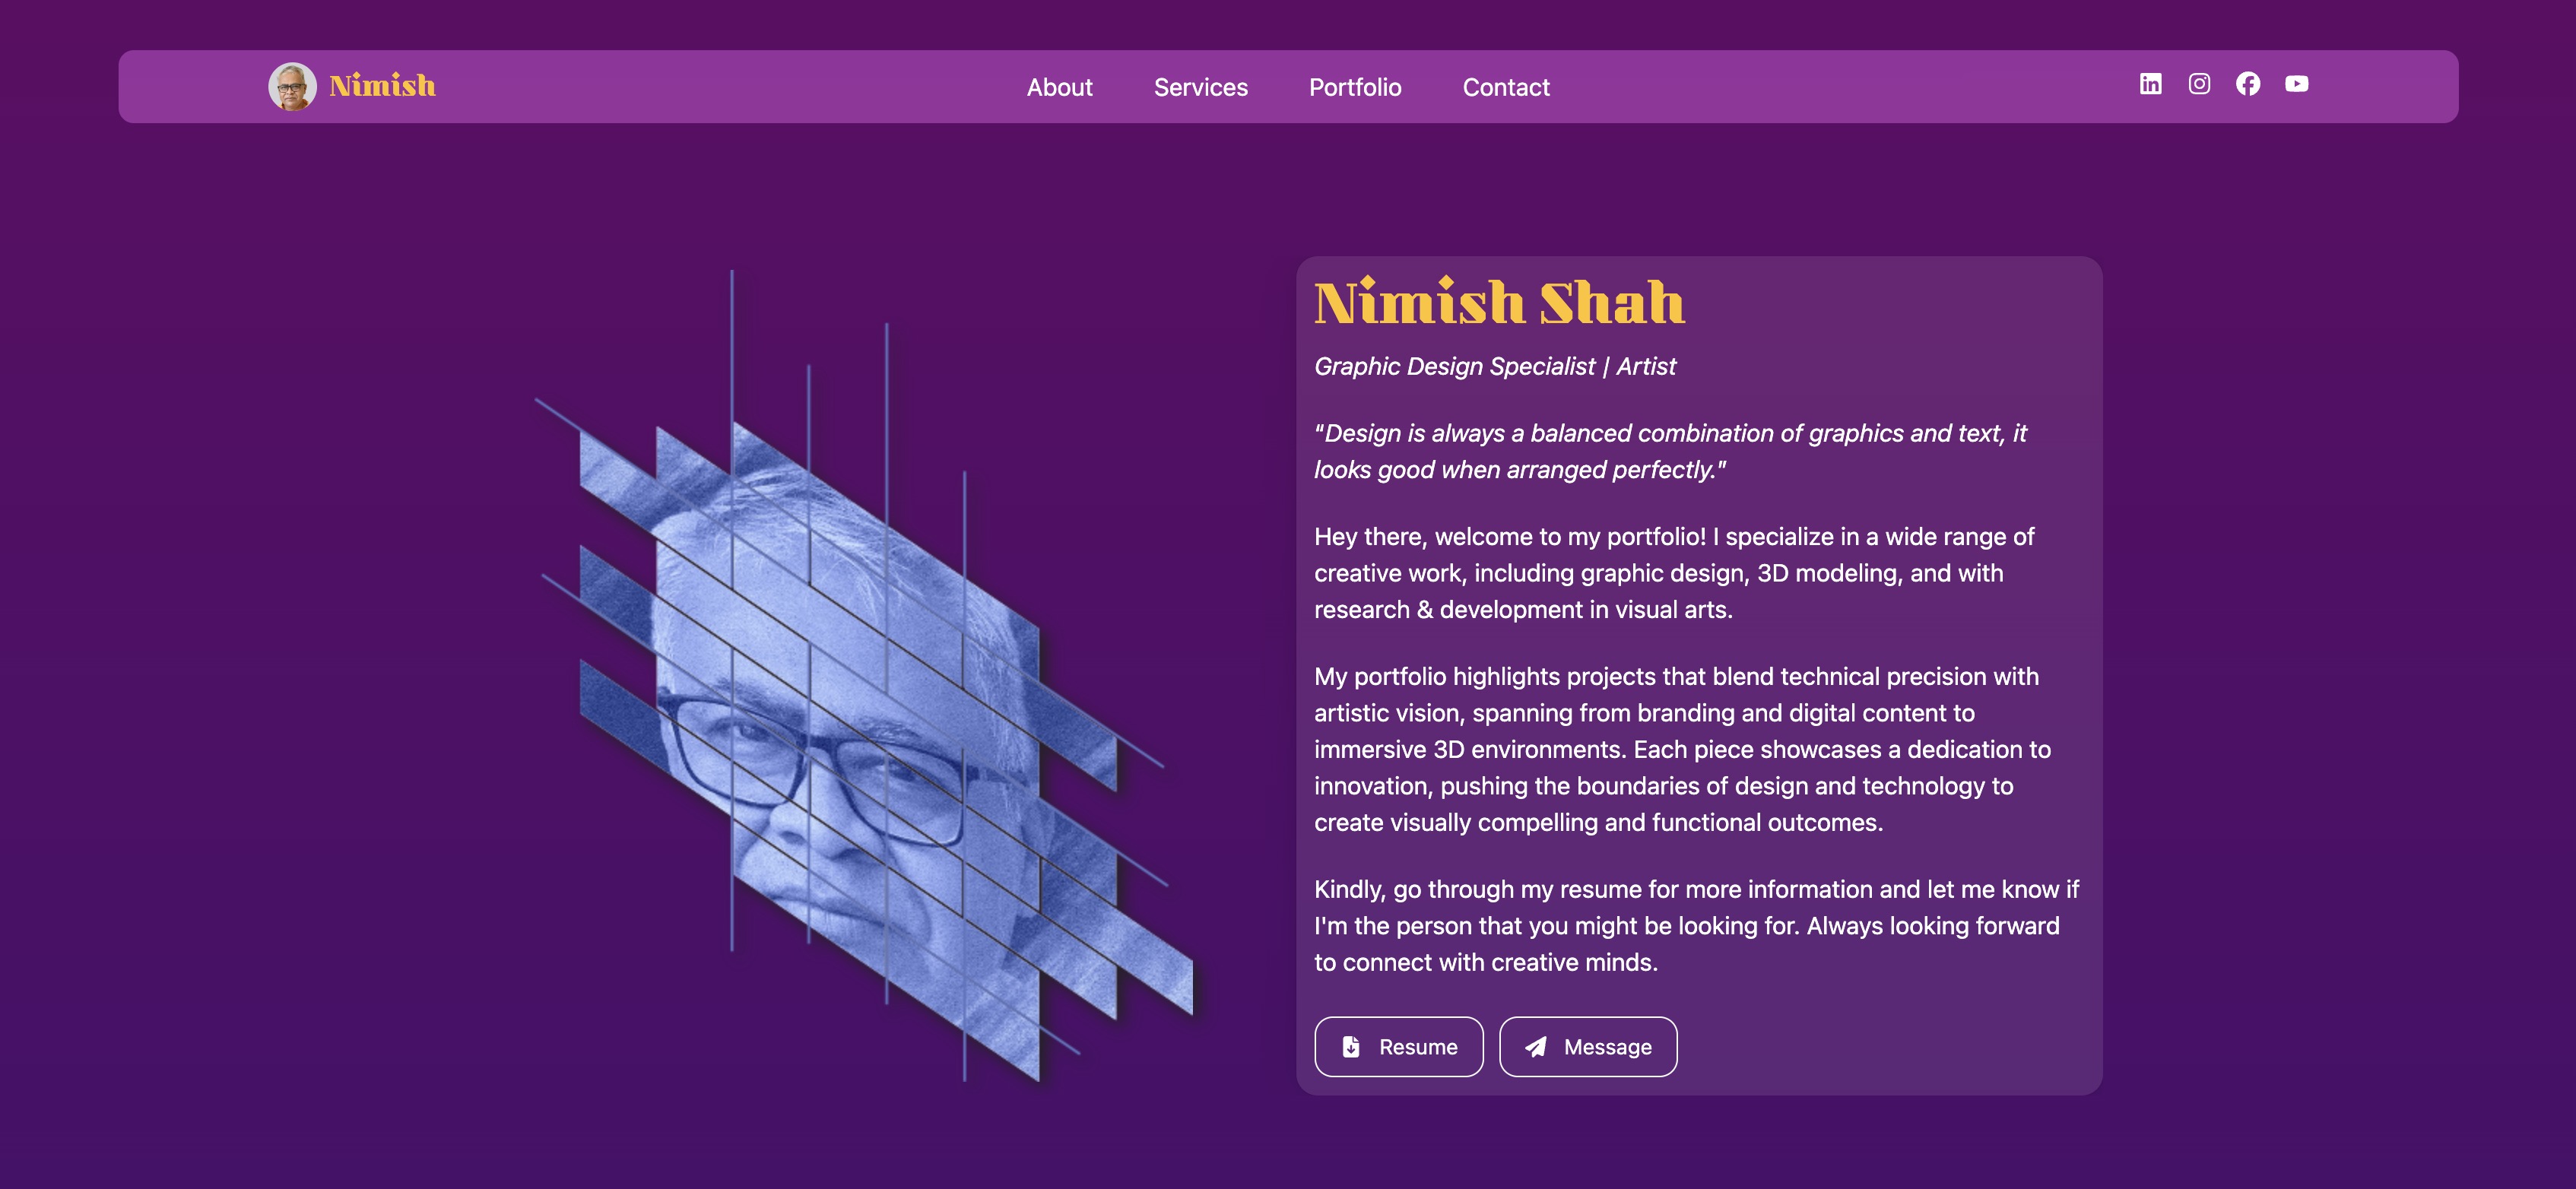 Nimish
About Services Portfolio Contact
Nimish Shah
Graphic Design Specialist | Artist
"Design is always a balanced combination of graphics and text, it
looks good when arranged perfectly."
Hey there, welcome to my portfolio! I specialize in a wide range of
creative work, including graphic design, 3D modeling, and with
research & development in visual arts.
My portfolio highlights projects that blend technical precision with
artistic vision, spanning from branding and digital content to
immersive 3D environments. Each piece showcases a dedication to
innovation, pushing the boundaries of design and technology to
create visually compelling and functional outcomes.
Kindly, go through my resume for more information and let me know if
I'm the person that you might be looking for. Always looking forward
to connect with creative minds.
Resume Message